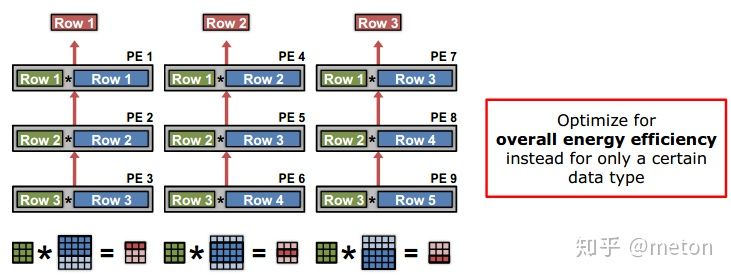 Row 1 Row 2 Row 3
PE 1 PE 4 PE 7
Row 1 * Row 1 Row 1 * Row 2 Row 1 * Row 3
PE 2 PE 5 PE 8
Row 2 * Row 2 Row 2 * Row 3 Row 2 * Row 4
PE 3 PE 6 PE 9
Row 3 * Row 3 Row 3 * Row 4 Row 3 * Row 5
* = * = * =
Optimize for
overall energy efficiency
instead for only a certain
data type
知乎 @meton